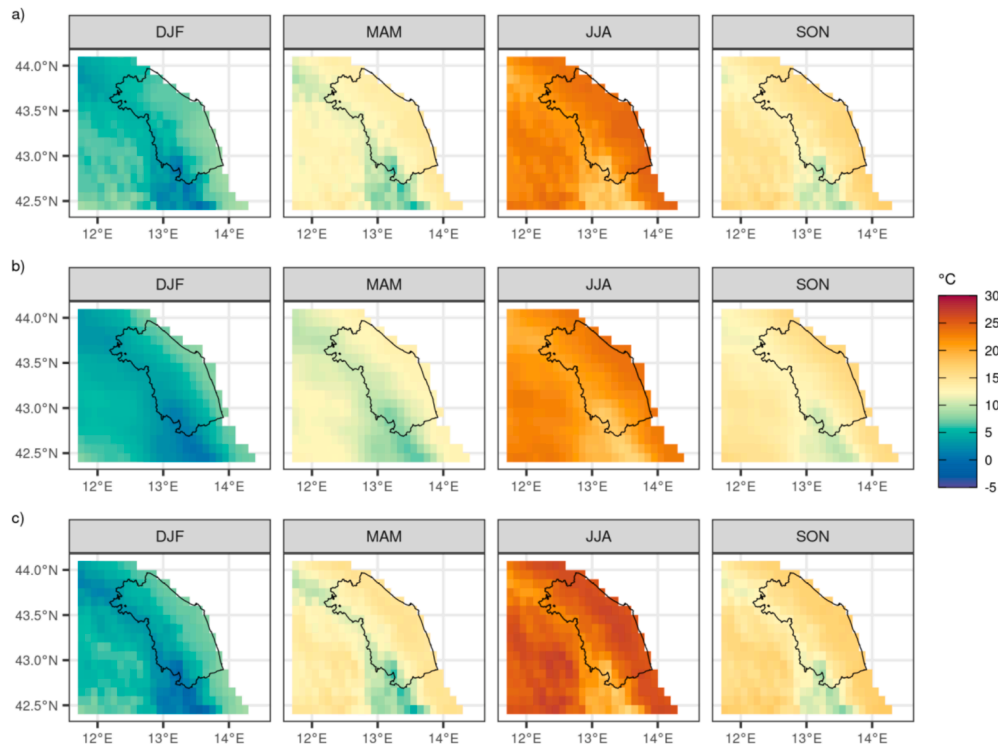 a)
DJF MAM JJA SON
44.0°N
43.5°N
43.0°N
42.5°N
12°E 13°E 14°E 12°E 13°E 14°E 12°E 13°E 14°E 12°E 13°E 14°E
b)
DJF MAM JJA SON
44.0°N
43.5°N
43.0°N
42.5°N
12°E 13°E 14°E 12°E 13°E 14°E 12°E 13°E 14°E 12°E 13°E 14°E
°C
30
25
20
15
10
5
0
-5
c)
DJF MAM JJA SON
44.0°N
43.5°N
43.0°N
42.5°N
12°E 13°E 14°E 12°E 13°E 14°E 12°E 13°E 14°E 12°E 13°E 14°E